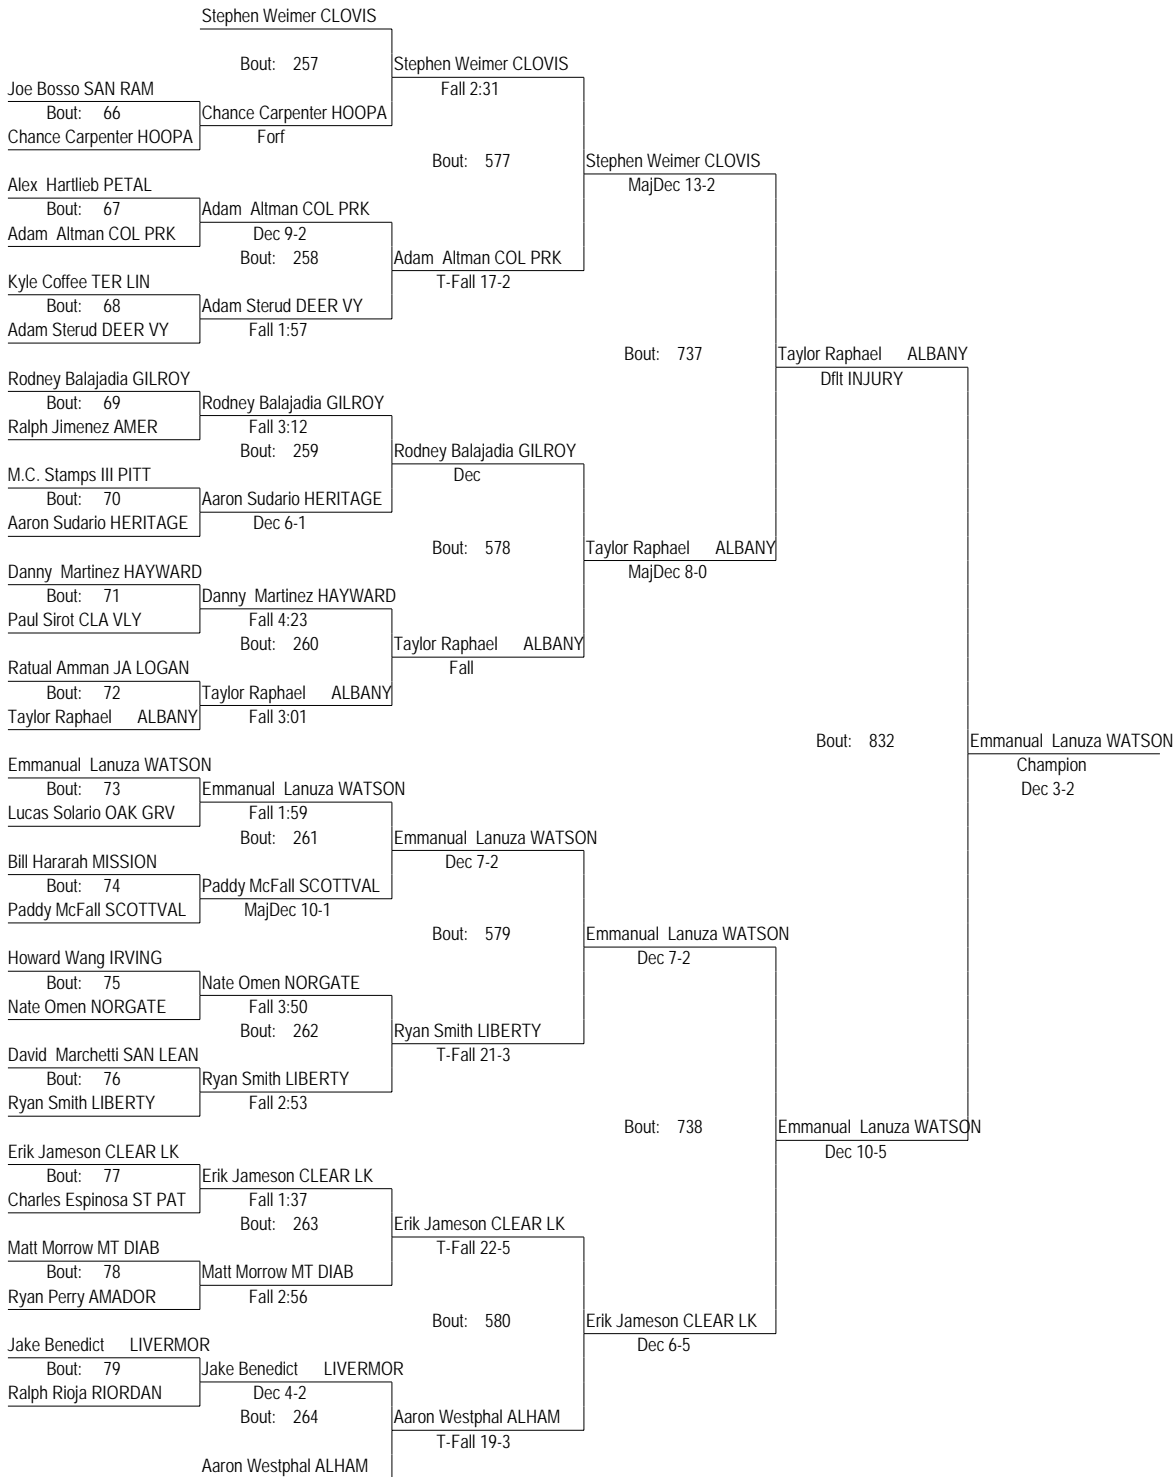 Stephen Weimer CLOVIS
Bout: 257
Stephen Weimer CLOVIS
Joe Bosso SAN RAM
Fall 2:31
Bout: 66
Chance Carpenter HOOPA
Chance Carpenter HOOPA
Forf
Bout: 577
Stephen Weimer CLOVIS
Alex Hartlieb PETAL
MajDec 13-2
Bout: 67
Adam Altman COL PRK
Adam Altman COL PRK
Dec 9-2
Bout: 258
Adam Altman COL PRK
Kyle Coffee TER LIN
T-Fall 17-2
Bout: 68
Adam Sterud DEER VY
Adam Sterud DEER VY
Fall 1:57
Bout: 737
Taylor Raphael ALBANY
Rodney Balajadia GILROY
Dflt INJURY
Bout: 69
Rodney Balajadia GILROY
Ralph Jimenez AMER
Fall 3:12
Bout: 259
Rodney Balajadia GILROY
M.C. Stamps III PITT
Dec
Bout: 70
Aaron Sudario HERITAGE
Aaron Sudario HERITAGE
Dec 6-1
Bout: 578
Taylor Raphael ALBANY
Danny Martinez HAYWARD
MajDec 8-0
Bout: 71
Danny Martinez HAYWARD
Paul Sirot CLA VLY
Fall 4:23
Bout: 260
Taylor Raphael ALBANY
Ratual Amman JA LOGAN
Fall
Bout: 72
Taylor Raphael ALBANY
Taylor Raphael ALBANY
Fall 3:01
Bout: 832
Emmanual Lanuza WATSON
Emmanual Lanuza WATSON
Champion
Bout: 73
Emmanual Lanuza WATSON
Dec 3-2
Lucas Solario OAK GRV
Fall 1:59
Bout: 261
Emmanual Lanuza WATSON
Bill Hararah MISSION
Dec 7-2
Bout: 74
Paddy McFall SCOTTVAL
Paddy McFall SCOTTVAL
MajDec 10-1
Bout: 579
Emmanual Lanuza WATSON
Howard Wang IRVING
Dec 7-2
Bout: 75
Nate Omen NORGATE
Nate Omen NORGATE
Fall 3:50
Bout: 262
Ryan Smith LIBERTY
David Marchetti SAN LEAN
T-Fall 21-3
Bout: 76
Ryan Smith LIBERTY
Ryan Smith LIBERTY
Fall 2:53
Bout: 738
Emmanual Lanuza WATSON
Erik Jameson CLEAR LK
Dec 10-5
Bout: 77
Erik Jameson CLEAR LK
Charles Espinosa ST PAT
Fall 1:37
Bout: 263
Erik Jameson CLEAR LK
Matt Morrow MT DIAB
T-Fall 22-5
Bout: 78
Matt Morrow MT DIAB
Ryan Perry AMADOR
Fall 2:56
Bout: 580
Erik Jameson CLEAR LK
Jake Benedict LIVERMOR
Dec 6-5
Bout: 79
Jake Benedict LIVERMOR
Ralph Rioja RIORDAN
Dec 4-2
Bout: 264
Aaron Westphal ALHAM
T-Fall 19-3
Aaron Westphal ALHAM